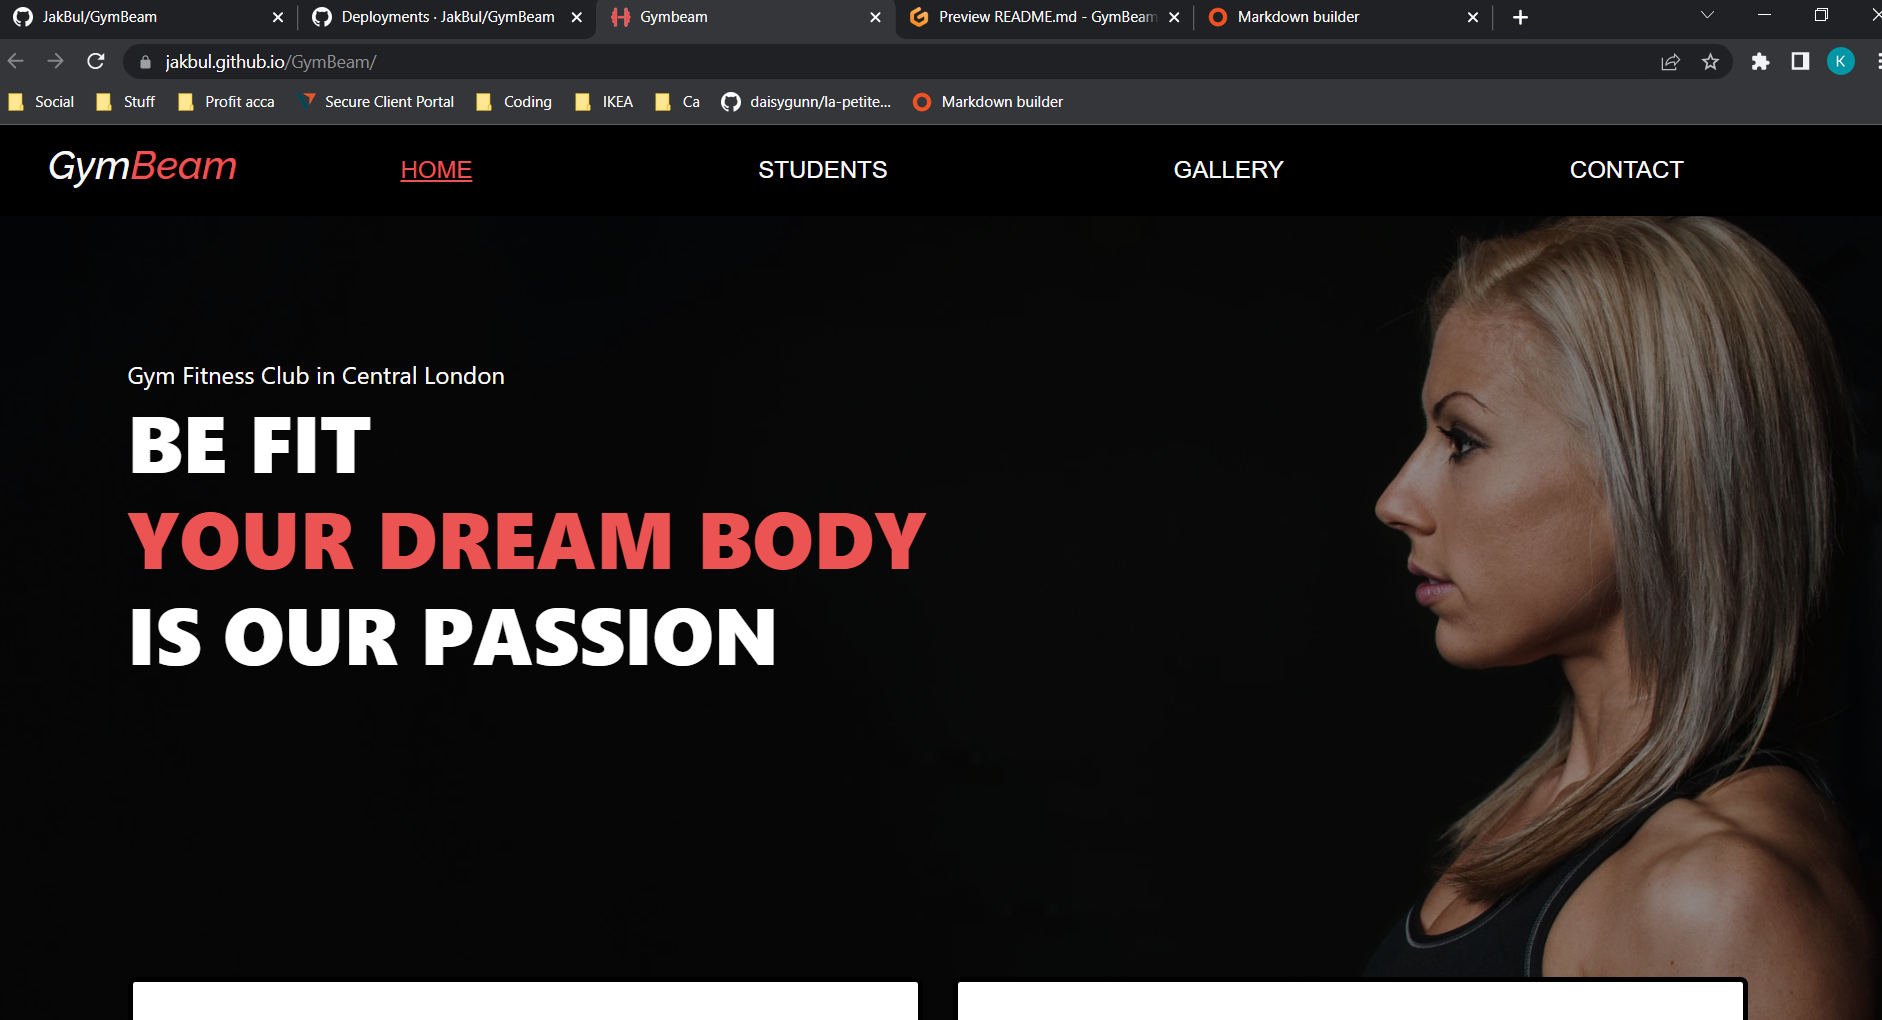 JakBul/GymBeam
Deployments · JakBul/GymBeam
Gymbeam
Preview README.md - GymBeam
Markdown builder
jakbul.github.io/GymBeam/
K
Social
Stuff
Profit acca
Secure Client Portal
Coding
IKEA
Ca
daisygunn/la-petite...
Markdown builder
GymBeam
HOME
STUDENTS
GALLERY
CONTACT
Gym Fitness Club in Central London
BE FIT
YOUR DREAM BODY
IS OUR PASSION